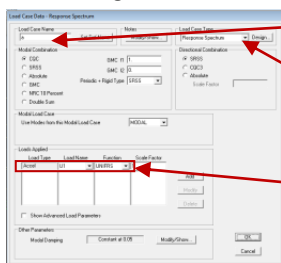 Load Case Data - Response Spectrum
Load Case Name
Notes
Load Case Type
Modify/Show...
Response Spectrum
Design...
Modal Combination
Directional Combination
CQC
GMC f1 1
SRSS
SRSS
GMC f2 0
CQC3
Absolute
Periodic + Rigid Type SRSS
Absolute
GMC
Scale Factor
NRC 10 Percent
Double Sum
Modal Load Case
Use Modes from this Modal Load Case
MODAL
Loads Applied
Load Type
Load Name
Function
Scale Factor
Accel
U1
UNIFRS
Add
Modify
Delete
Show Advanced Load Parameters
Other Parameters
Modal Damping
Constant at 0.05
Modify/Show...
OK
Cancel